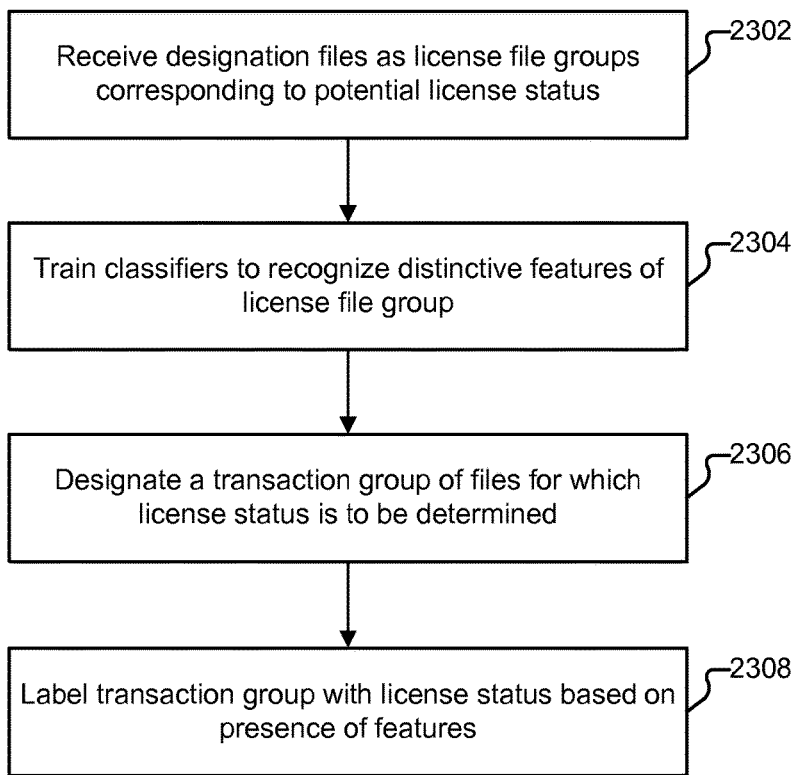 Receive designation files as license file groups
corresponding to potential license status
2302
Train classifiers to recognize distinctive features of
license file group
2304
Designate a transaction group of files for which
license status is to be determined
2306
Label transaction group with license status based on
presence of features
2308